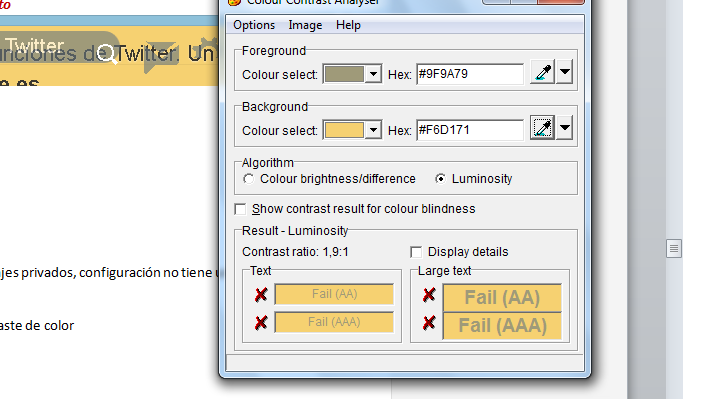 to
Colour Contrast Analyser
Options Image Help
Twitter
nciones de Twitter. Un
Foreground
Colour select: Hex: #9F9A79
Background
Colour select: Hex: #F6D171
Algorithm
Colour brightness/difference Luminosity
Show contrast result for colour blindness
Result - Luminosity
Contrast ratio: 1,9:1 Display details
Text Large text
Fail (AA) Fail (AA)
Fail (AAA) Fail (AAA)
jes privados, configuración no tiene
aste de color